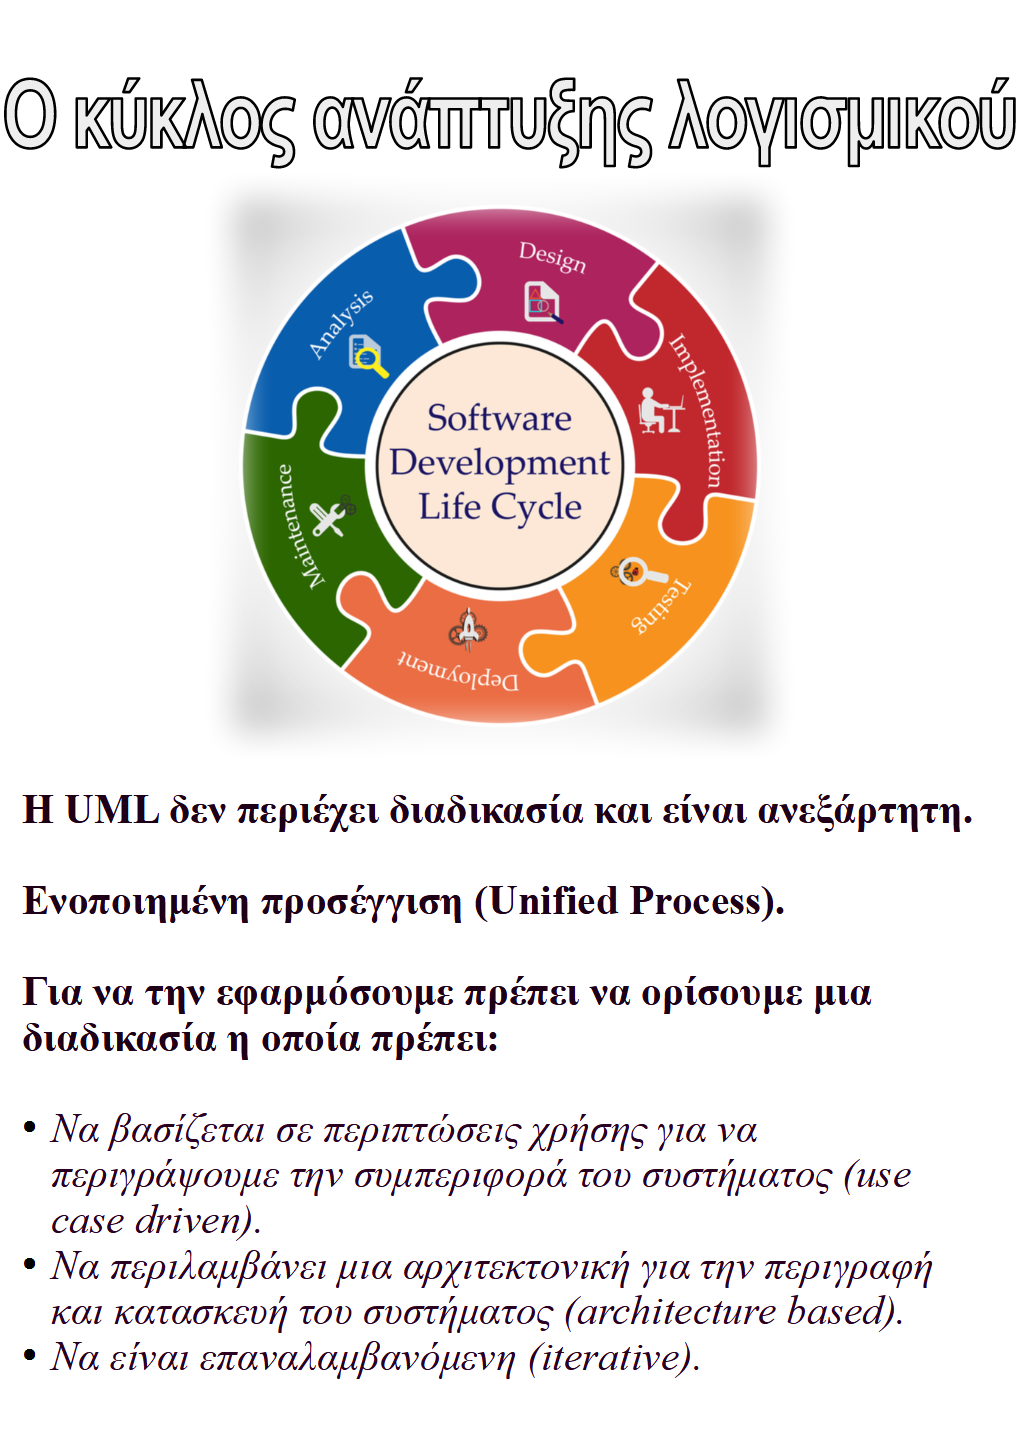 Ο κύκλος ανάπτυξης λογισμικού
Design
Analysis
Implementation
Software
Development
Life Cycle
Maintenance
Testing
Deployment
Η UML δεν περιέχει διαδικασία και είναι ανεξάρτητη.
Ενοποιημένη προσέγγιση (Unified Process).
Για να την εφαρμόσουμε πρέπει να ορίσουμε μια
διαδικασία η οποία πρέπει:
• Να βασίζεται σε περιπτώσεις χρήσης για να
περιγράψουμε την συμπεριφορά του συστήματος (use
case driven).
• Να περιλαμβάνει μια αρχιτεκτονική για την περιγραφή
και κατασκευή του συστήματος (architecture based).
• Να είναι επαναλαμβανόμενη (iterative).